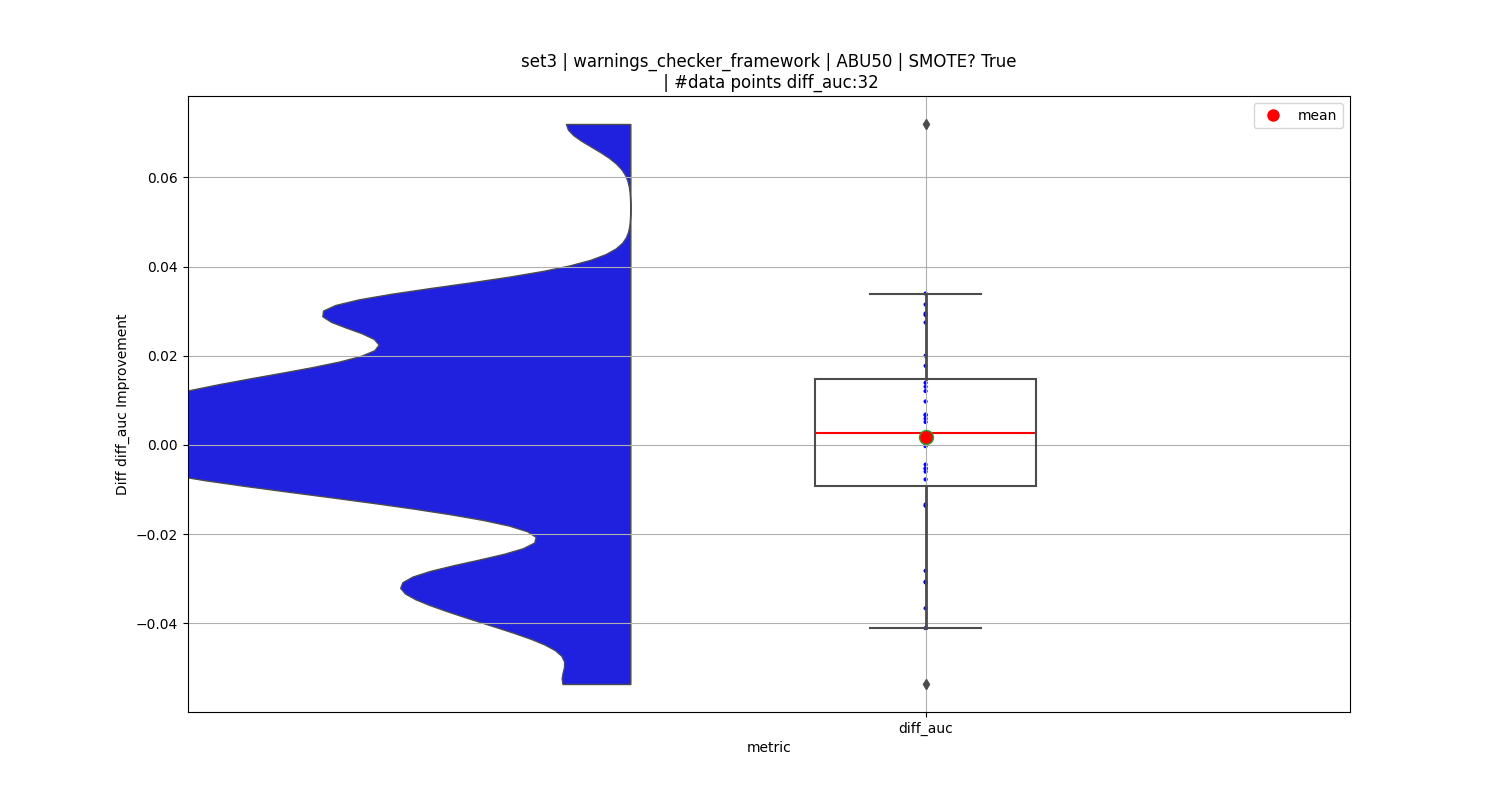 set3 | warnings_checker_framework | ABU50 | SMOTE? True
| #data points diff_auc:32
mean
0.06
0.04
0.02
0.00
−0.02
−0.04
Diff diff_auc Improvement
diff_auc
metric